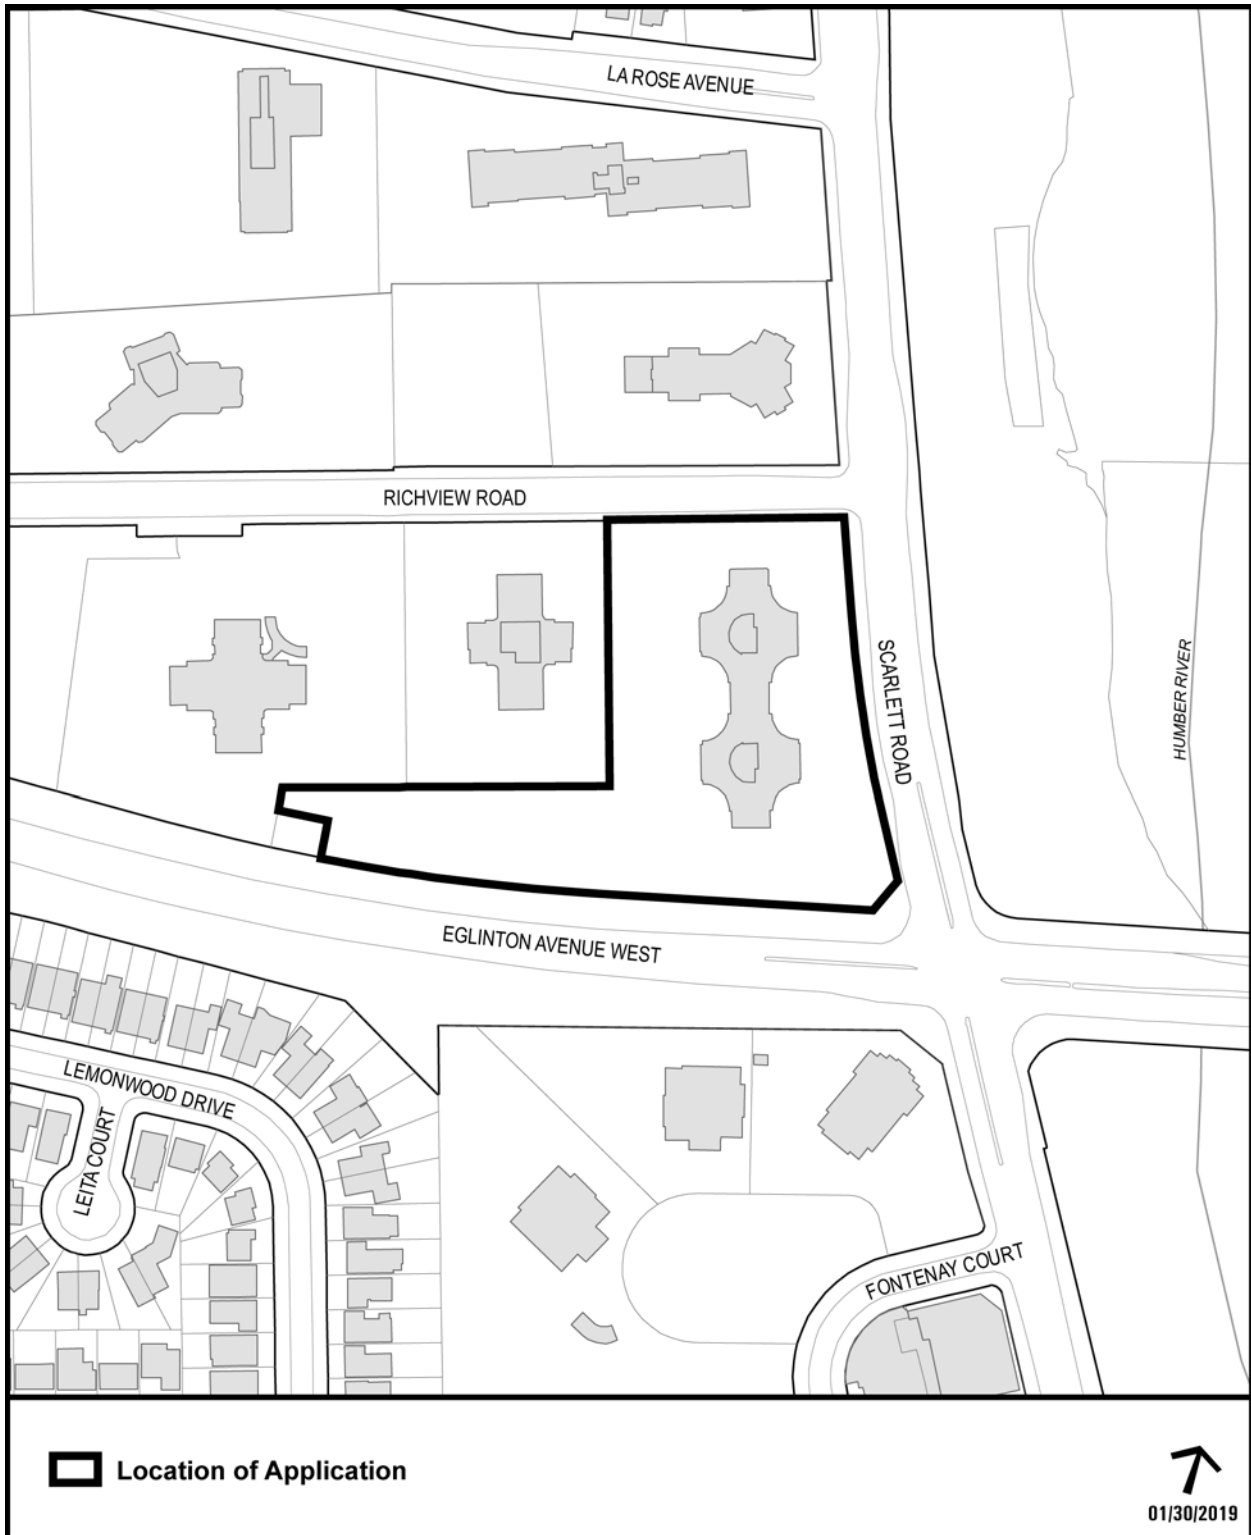 LA ROSE AVENUE
RICHVIEW ROAD
SCARLETT ROAD
HUMBER RIVER
EGLINTON AVENUE WEST
LEMONWOOD DRIVE
LEITA COURT
FONTENAY COURT
Location of Application
01/30/2019